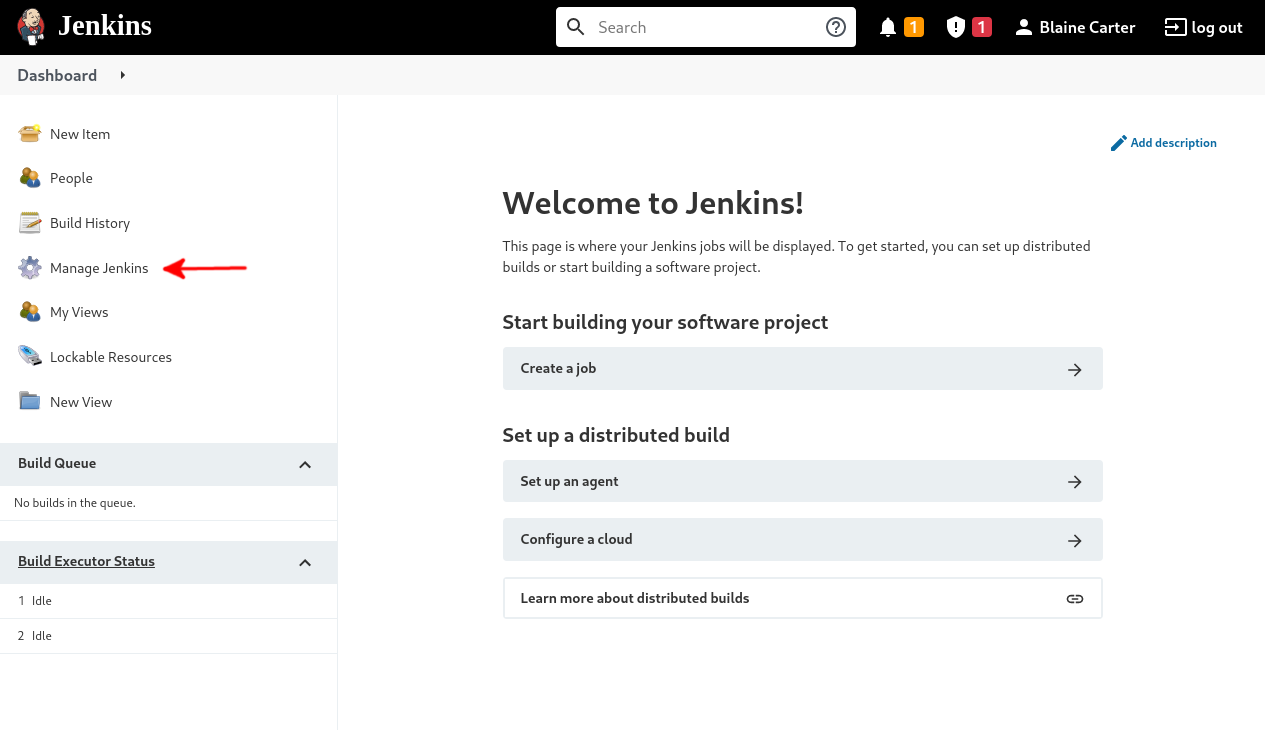 Jenkins
Search
1
1
Blaine Carter
log out
Dashboard
New Item
People
Build History
Manage Jenkins
My Views
Lockable Resources
New View
Build Queue
No builds in the queue.
Build Executor Status
1 Idle
2 Idle
Add description
Welcome to Jenkins!
This page is where your Jenkins jobs will be displayed. To get started, you can set up distributed
builds or start building a software project.
Start building your software project
Create a job
Set up a distributed build
Set up an agent
Configure a cloud
Learn more about distributed builds